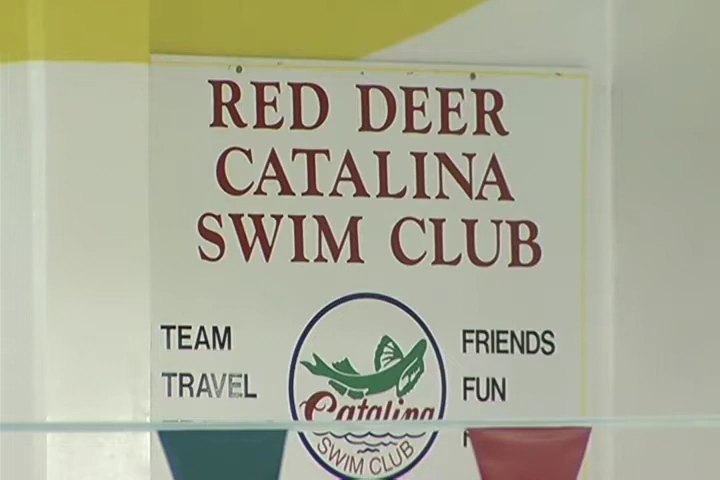 RED DEER
CATALINA
SWIM CLUB
TEAM
TRAVEL
FRIENDS
FUN
Catalina
SWIM CLUB